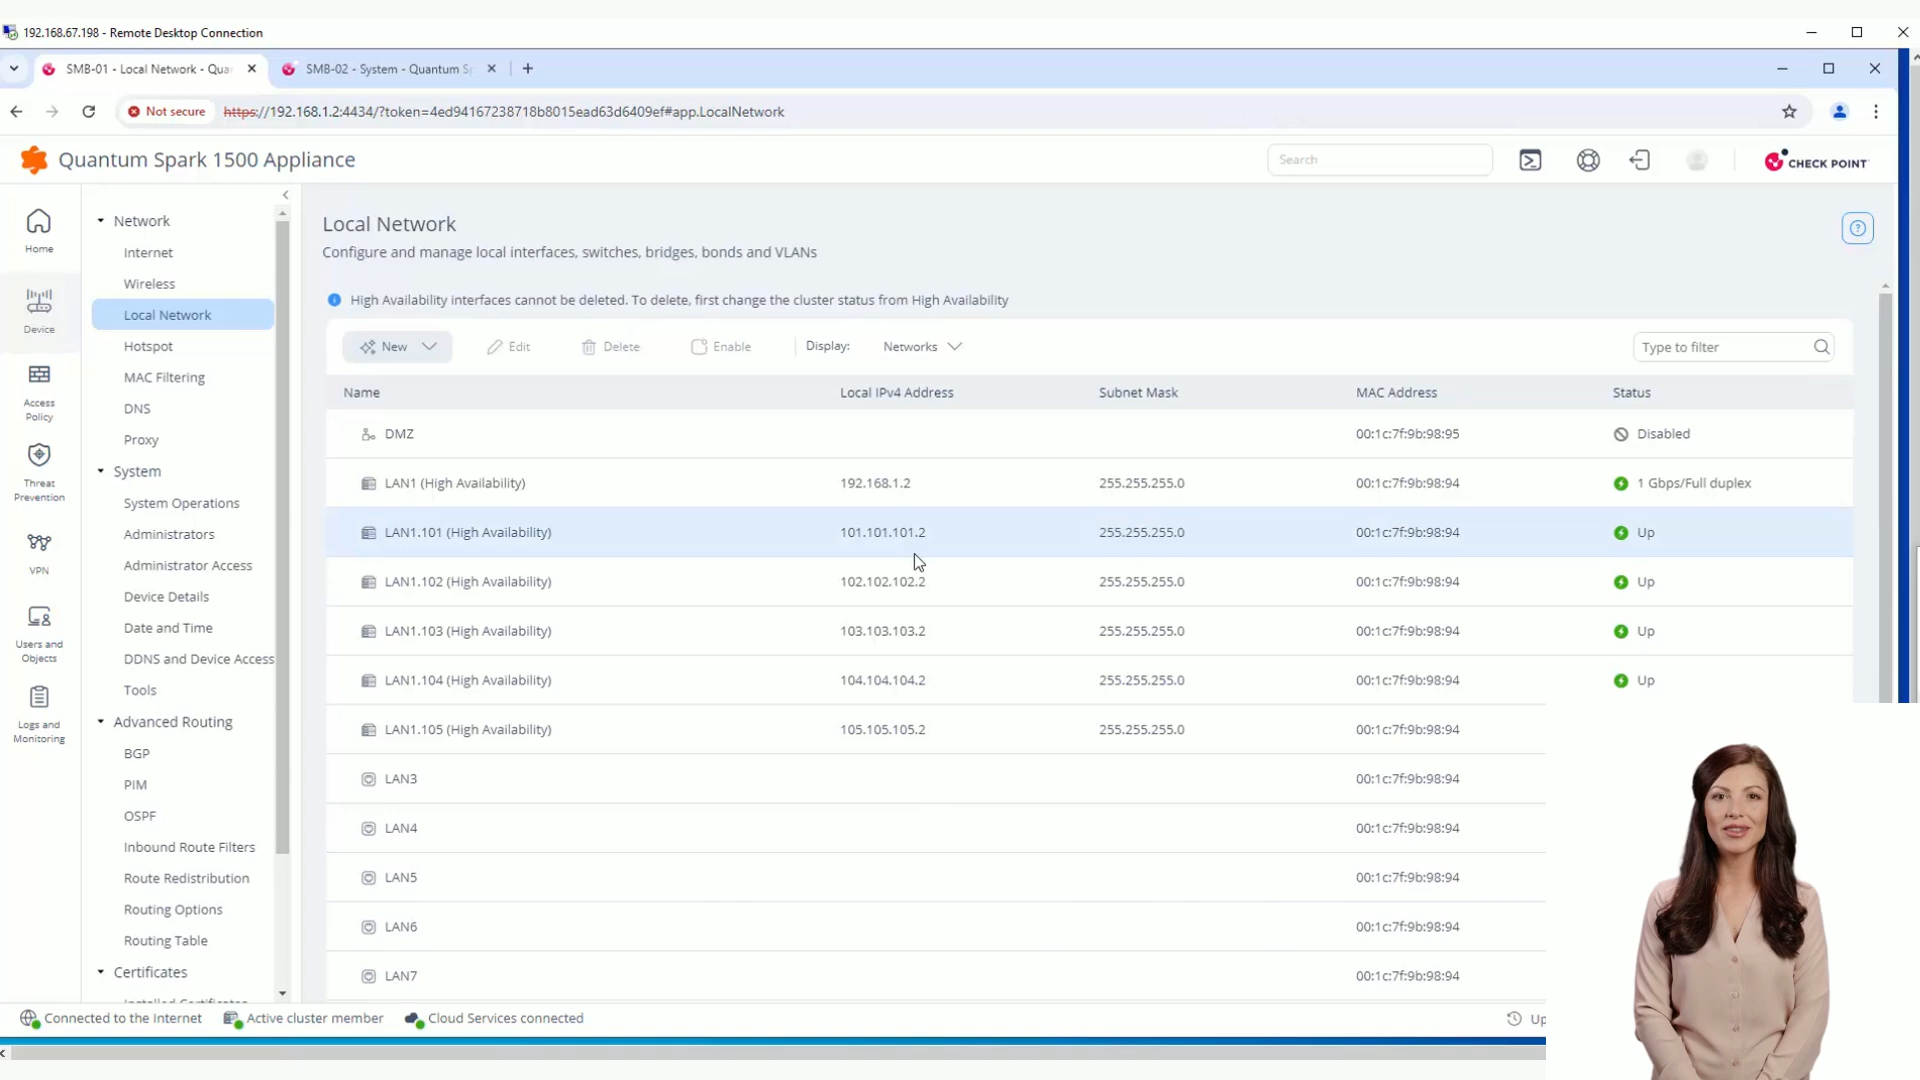 192.168.67.198 - Remote Desktop Connection
SMB-01 - Local Network - Qua
SMB-02 - System - Quantum S
Not secure
https://192.168.1.2:4434/?token=4ed94167238718b8015ead63d6409ef#app.LocalNetwork
Quantum Spark 1500 Appliance
Search
CHECK POINT
Home
Device
Access
Policy
Threat
Prevention
VPN
Users and
Objects
Logs and
Monitoring
Network
Internet
Wireless
Local Network
Hotspot
MAC Filtering
DNS
Proxy
System
System Operations
Administrators
Administrator Access
Device Details
Date and Time
DDNS and Device Access
Tools
Advanced Routing
BGP
PIM
OSPF
Inbound Route Filters
Route Redistribution
Routing Options
Routing Table
Certificates
Local Network
Configure and manage local interfaces, switches, bridges, bonds and VLANs
High Availability interfaces cannot be deleted. To delete, first change the cluster status from High Availability
New Edit Delete Enable Display: Networks Type to filter
Name Local IPv4 Address Subnet Mask MAC Address Status
DMZ 00:1c:7f:9b:98:95 Disabled
LAN1 (High Availability) 192.168.1.2 255.255.255.0 00:1c:7f:9b:98:94 1 Gbps/Full duplex
LAN1.101 (High Availability) 101.101.101.2 255.255.255.0 00:1c:7f:9b:98:94 Up
LAN1.102 (High Availability) 102.102.102.2 255.255.255.0 00:1c:7f:9b:98:94 Up
LAN1.103 (High Availability) 103.103.103.2 255.255.255.0 00:1c:7f:9b:98:94 Up
LAN1.104 (High Availability) 104.104.104.2 255.255.255.0 00:1c:7f:9b:98:94 Up
LAN1.105 (High Availability) 105.105.105.2 255.255.255.0 00:1c:7f:9b:98:94
LAN3 00:1c:7f:9b:98:94
LAN4 00:1c:7f:9b:98:94
LAN5 00:1c:7f:9b:98:94
LAN6 00:1c:7f:9b:98:94
LAN7 00:1c:7f:9b:98:94
Connected to the Internet Active cluster member Cloud Services connected Up